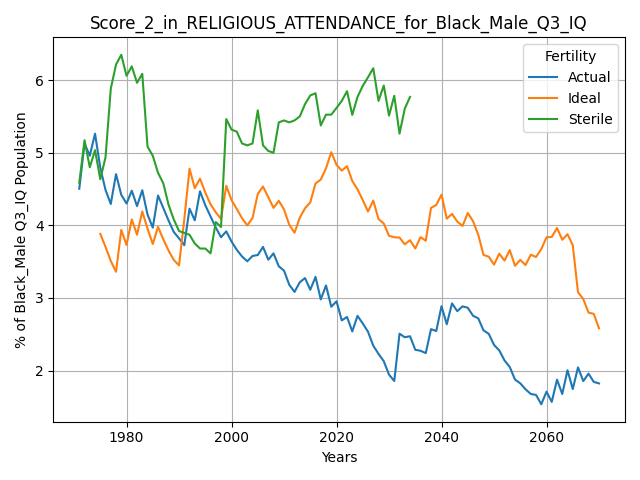 Score_2_in_RELIGIOUS_ATTENDANCE_for_Black_Male_Q3_IQ
% of Black_Male Q3_IQ Population
6
5
4
3
2
Fertility
Actual
Ideal
Sterile
1980 2000 2020 2040 2060
Years